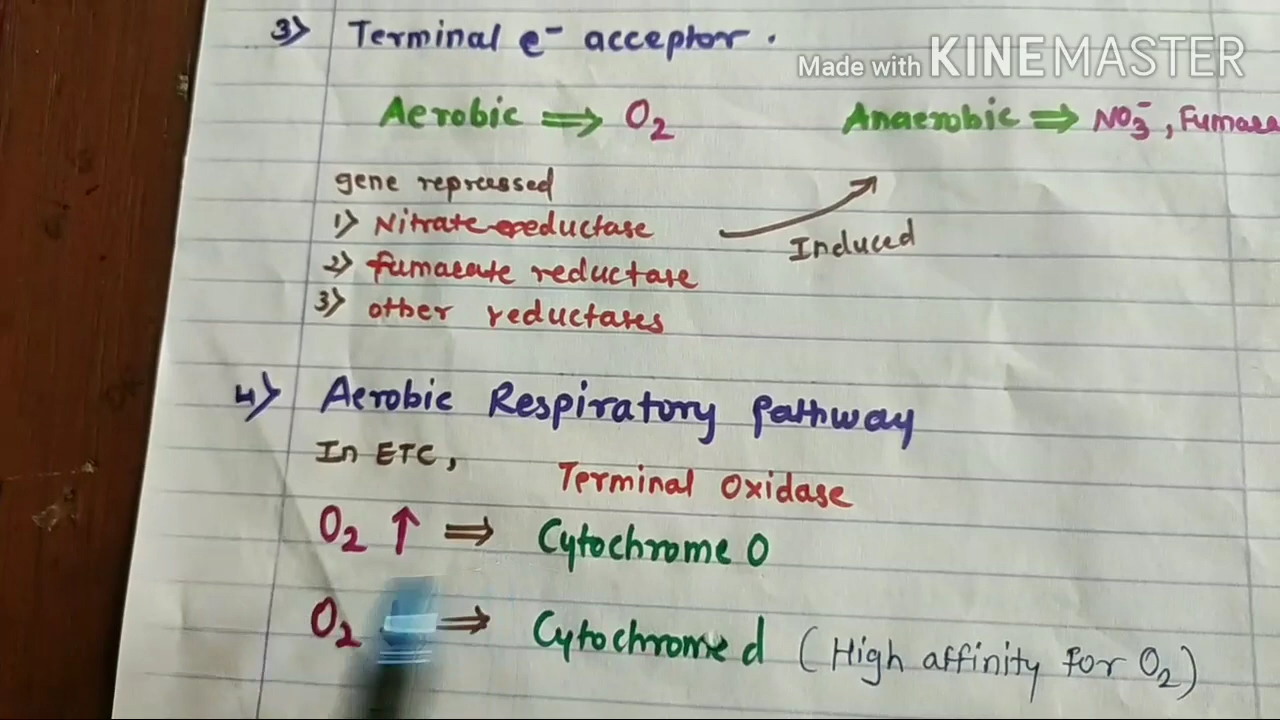 3) Terminal e⁻ acceptor.
Made with KINEMASTER
Aerobic ⇒ O₂ Anaerobic ⇒ NO₃⁻, Fumara
gene repressed
1) Nitrate reductase
Induced
2) fumarate reductase
3) other reductases
4) Aerobic Respiratory Pathway
In ETC,
Terminal Oxidase
O₂ ↑ ⇒ Cytochrome O
O₂ ⇒ Cytochrome d (High affinity for O₂)